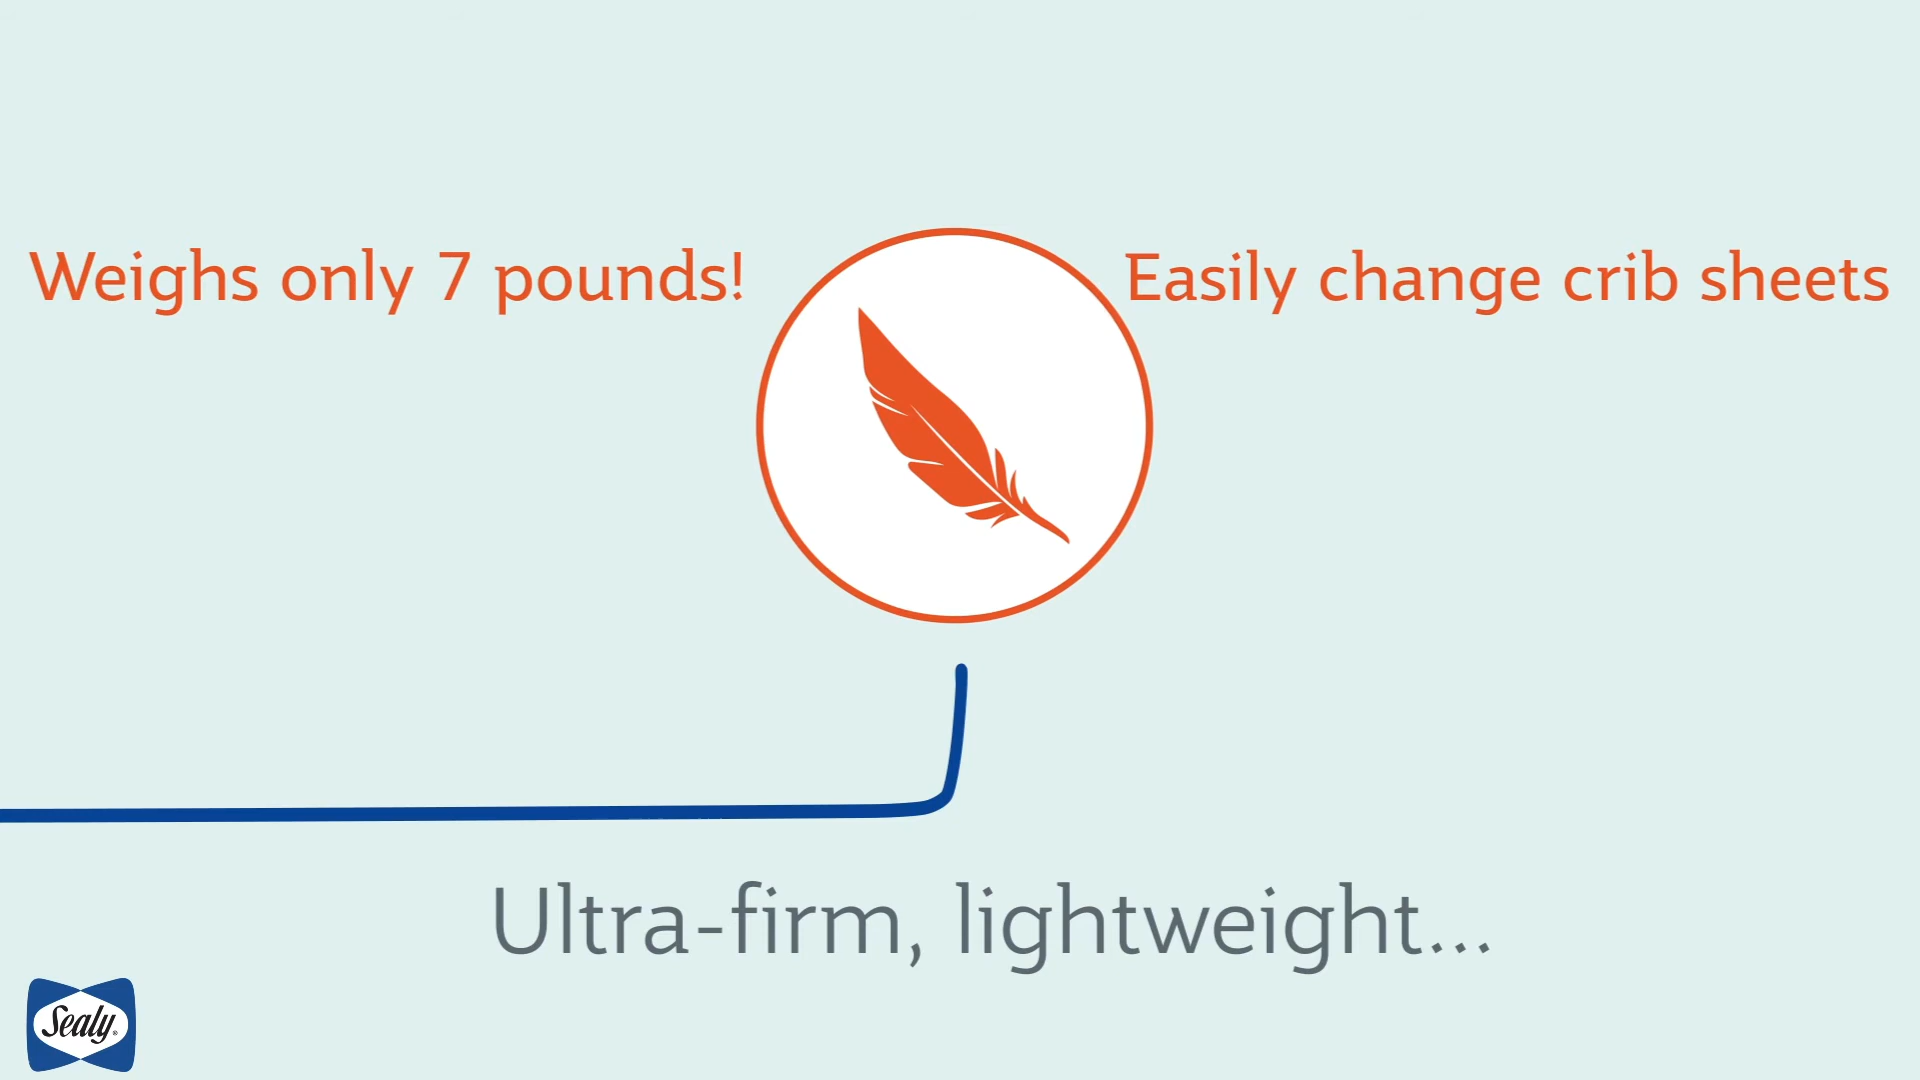 Weighs only 7 pounds!
Easily change crib sheets
Ultra-firm, lightweight...
Sealy®